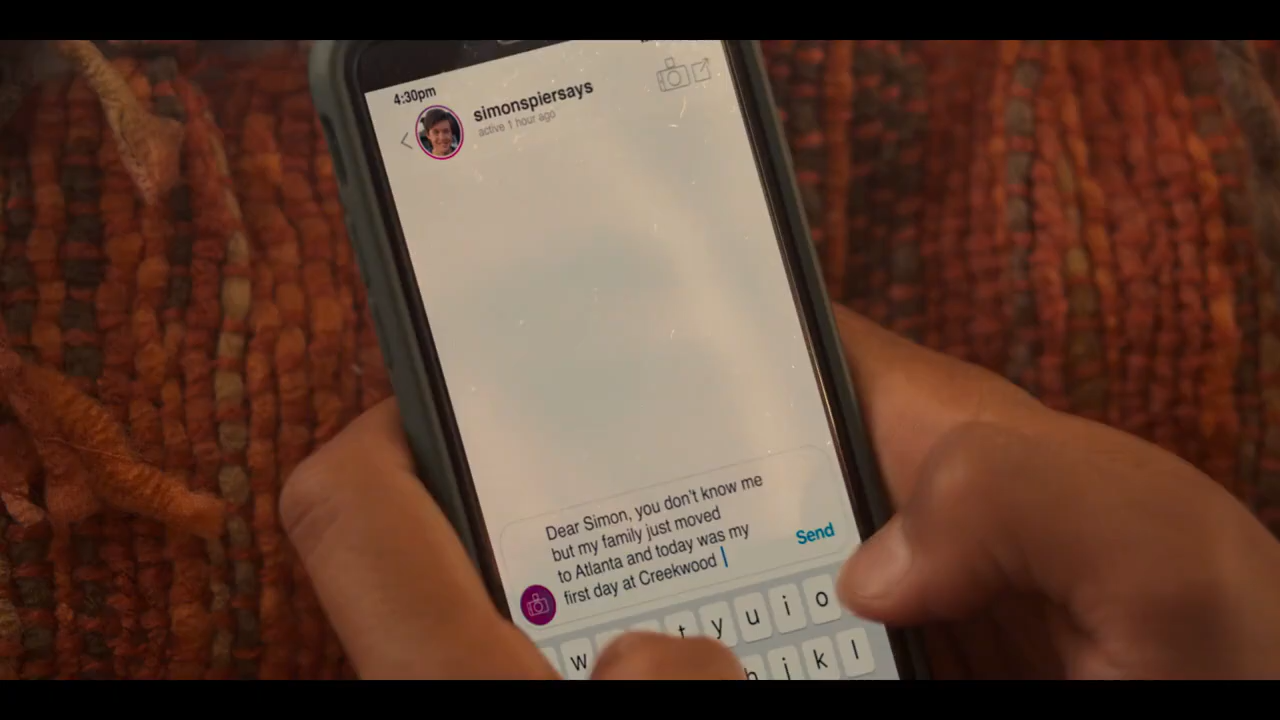 4:30pm
simonspiersays
active 1 hour ago
Dear Simon, you don't know me
but my family just moved
to Atlanta and today was my
first day at Creekwood
Send
t y u i o
w
h j k l